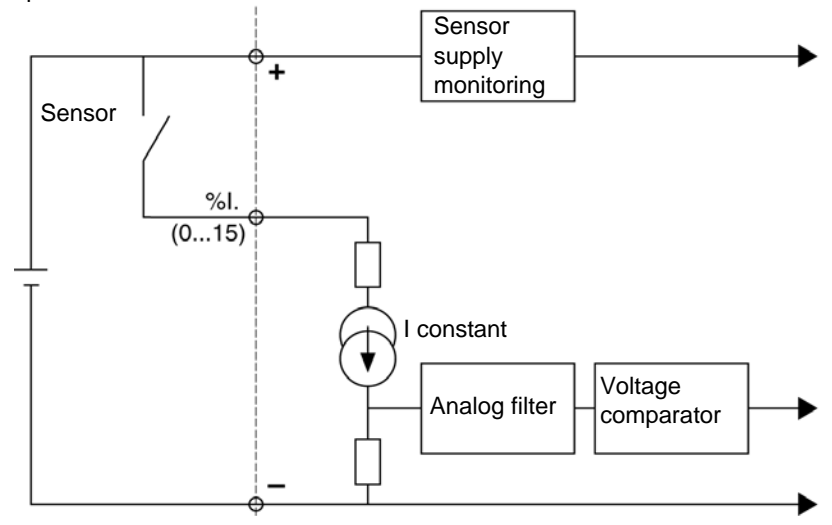 Sensor
supply
monitoring
+
Sensor
%I.
(0...15)
I constant
Analog filter
Voltage
comparator
−